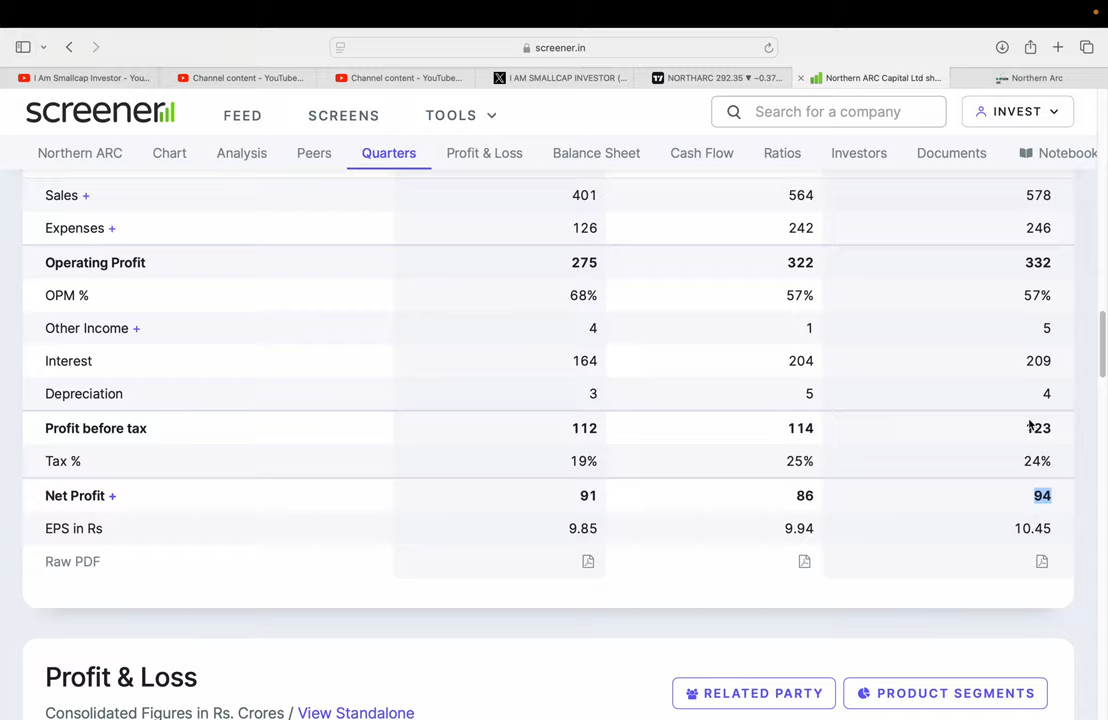 screener.in
I Am Smallcap Investor - You...
Channel content - YouTube...
Channel content - YouTube...
I AM SMALLCAP INVESTOR (...
NORTHARC 292.35 ▼ −0.37...
Northern ARC Capital Ltd sh...
Northern Arc
screener
FEED
SCREENS
TOOLS
Search for a company
INVEST
Northern ARC
Chart
Analysis
Peers
Quarters
Profit & Loss
Balance Sheet
Cash Flow
Ratios
Investors
Documents
Notebook
Sales + 401 564 578
Expenses + 126 242 246
Operating Profit 275 322 332
OPM % 68% 57% 57%
Other Income + 4 1 5
Interest 164 204 209
Depreciation 3 5 4
Profit before tax 112 114 123
Tax % 19% 25% 24%
Net Profit + 91 86 94
EPS in Rs 9.85 9.94 10.45
Raw PDF
Profit & Loss
RELATED PARTY
PRODUCT SEGMENTS
Consolidated Figures in Rs. Crores / View Standalone